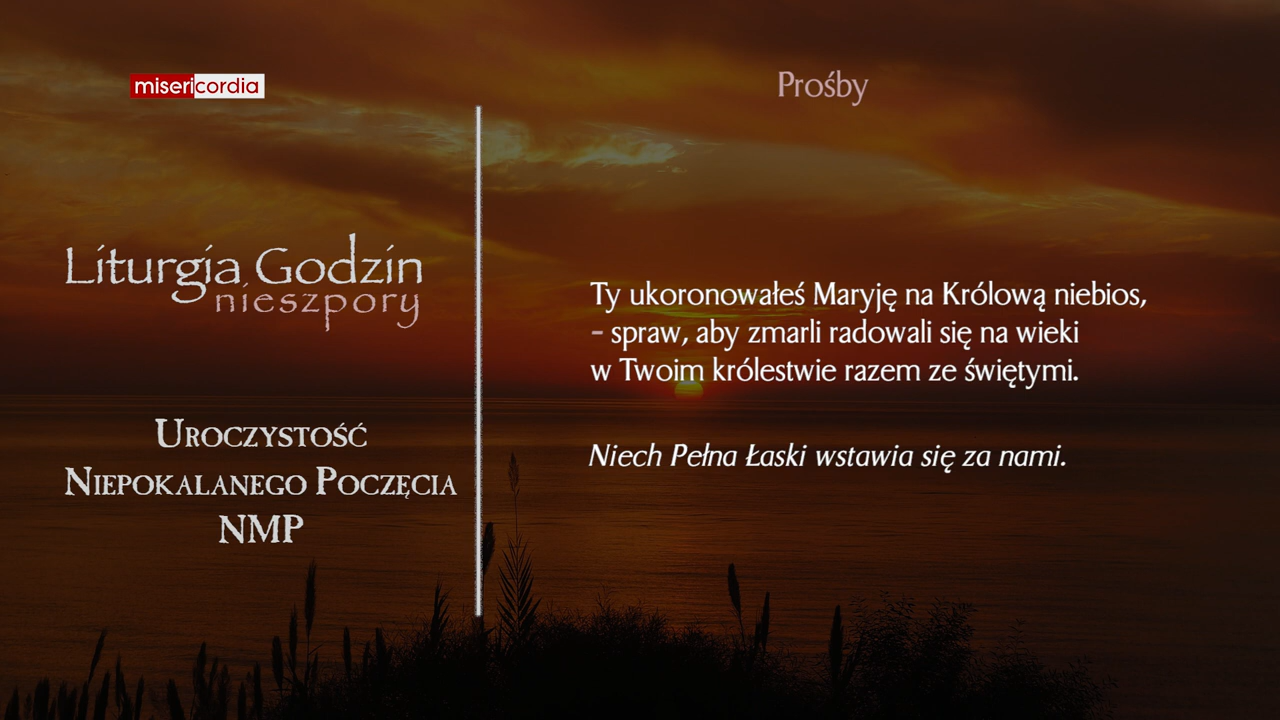 misericordia
Liturgia Godzin
nieszpory
Uroczystość
Niepokalanego Poczęcia
NMP
Prośby
Ty ukoronowałeś Maryję na Królową niebios,
- spraw, aby zmarli radowali się na wieki
w Twoim królestwie razem ze świętymi.
Niech Pełna Łaski wstawia się za nami.